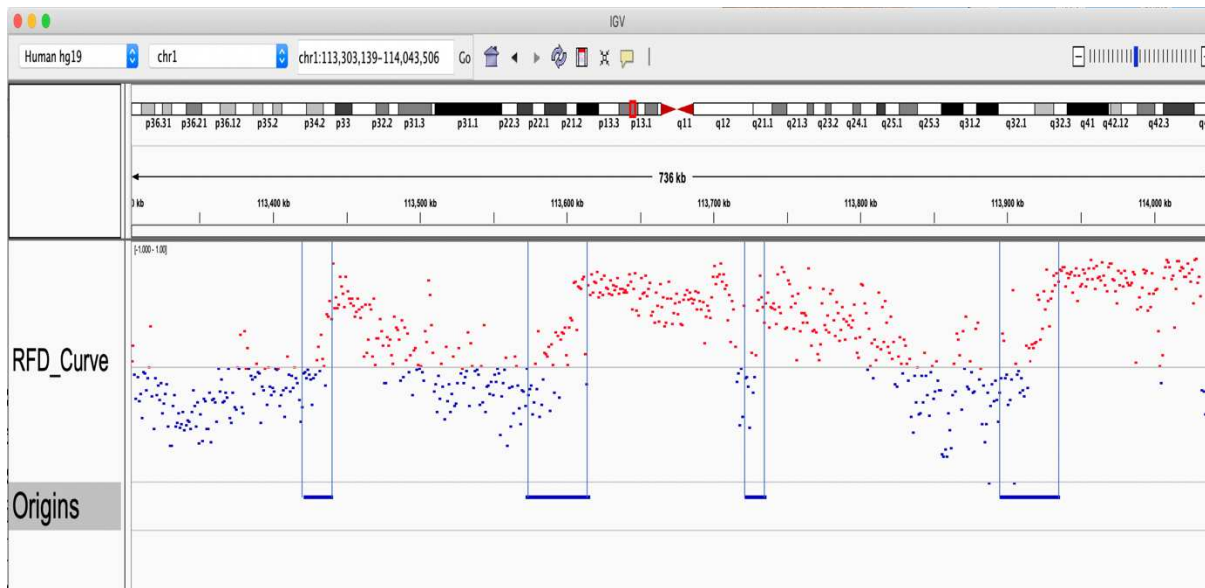 IGV
Human hg19 chr1 chr1:113,303,139-114,043,506 Go
p36.31 p36.21 p36.12 p35.2 p34.2 p33 p32.2 p31.3 p31.1 p22.3 p22.1 p21.2 p13.3 p13.1 q11 q12 q21.1 q21.3 q23.2 q24.1 q25.1 q25.3 q31.2 q32.1 q32.3 q41 q42.12 q42.3
736 kb
kb 113,400 kb 113,500 kb 113,600 kb 113,700 kb 113,800 kb 113,900 kb 114,000 kb
[-1.000 - 1.00]
RFD_Curve
Origins